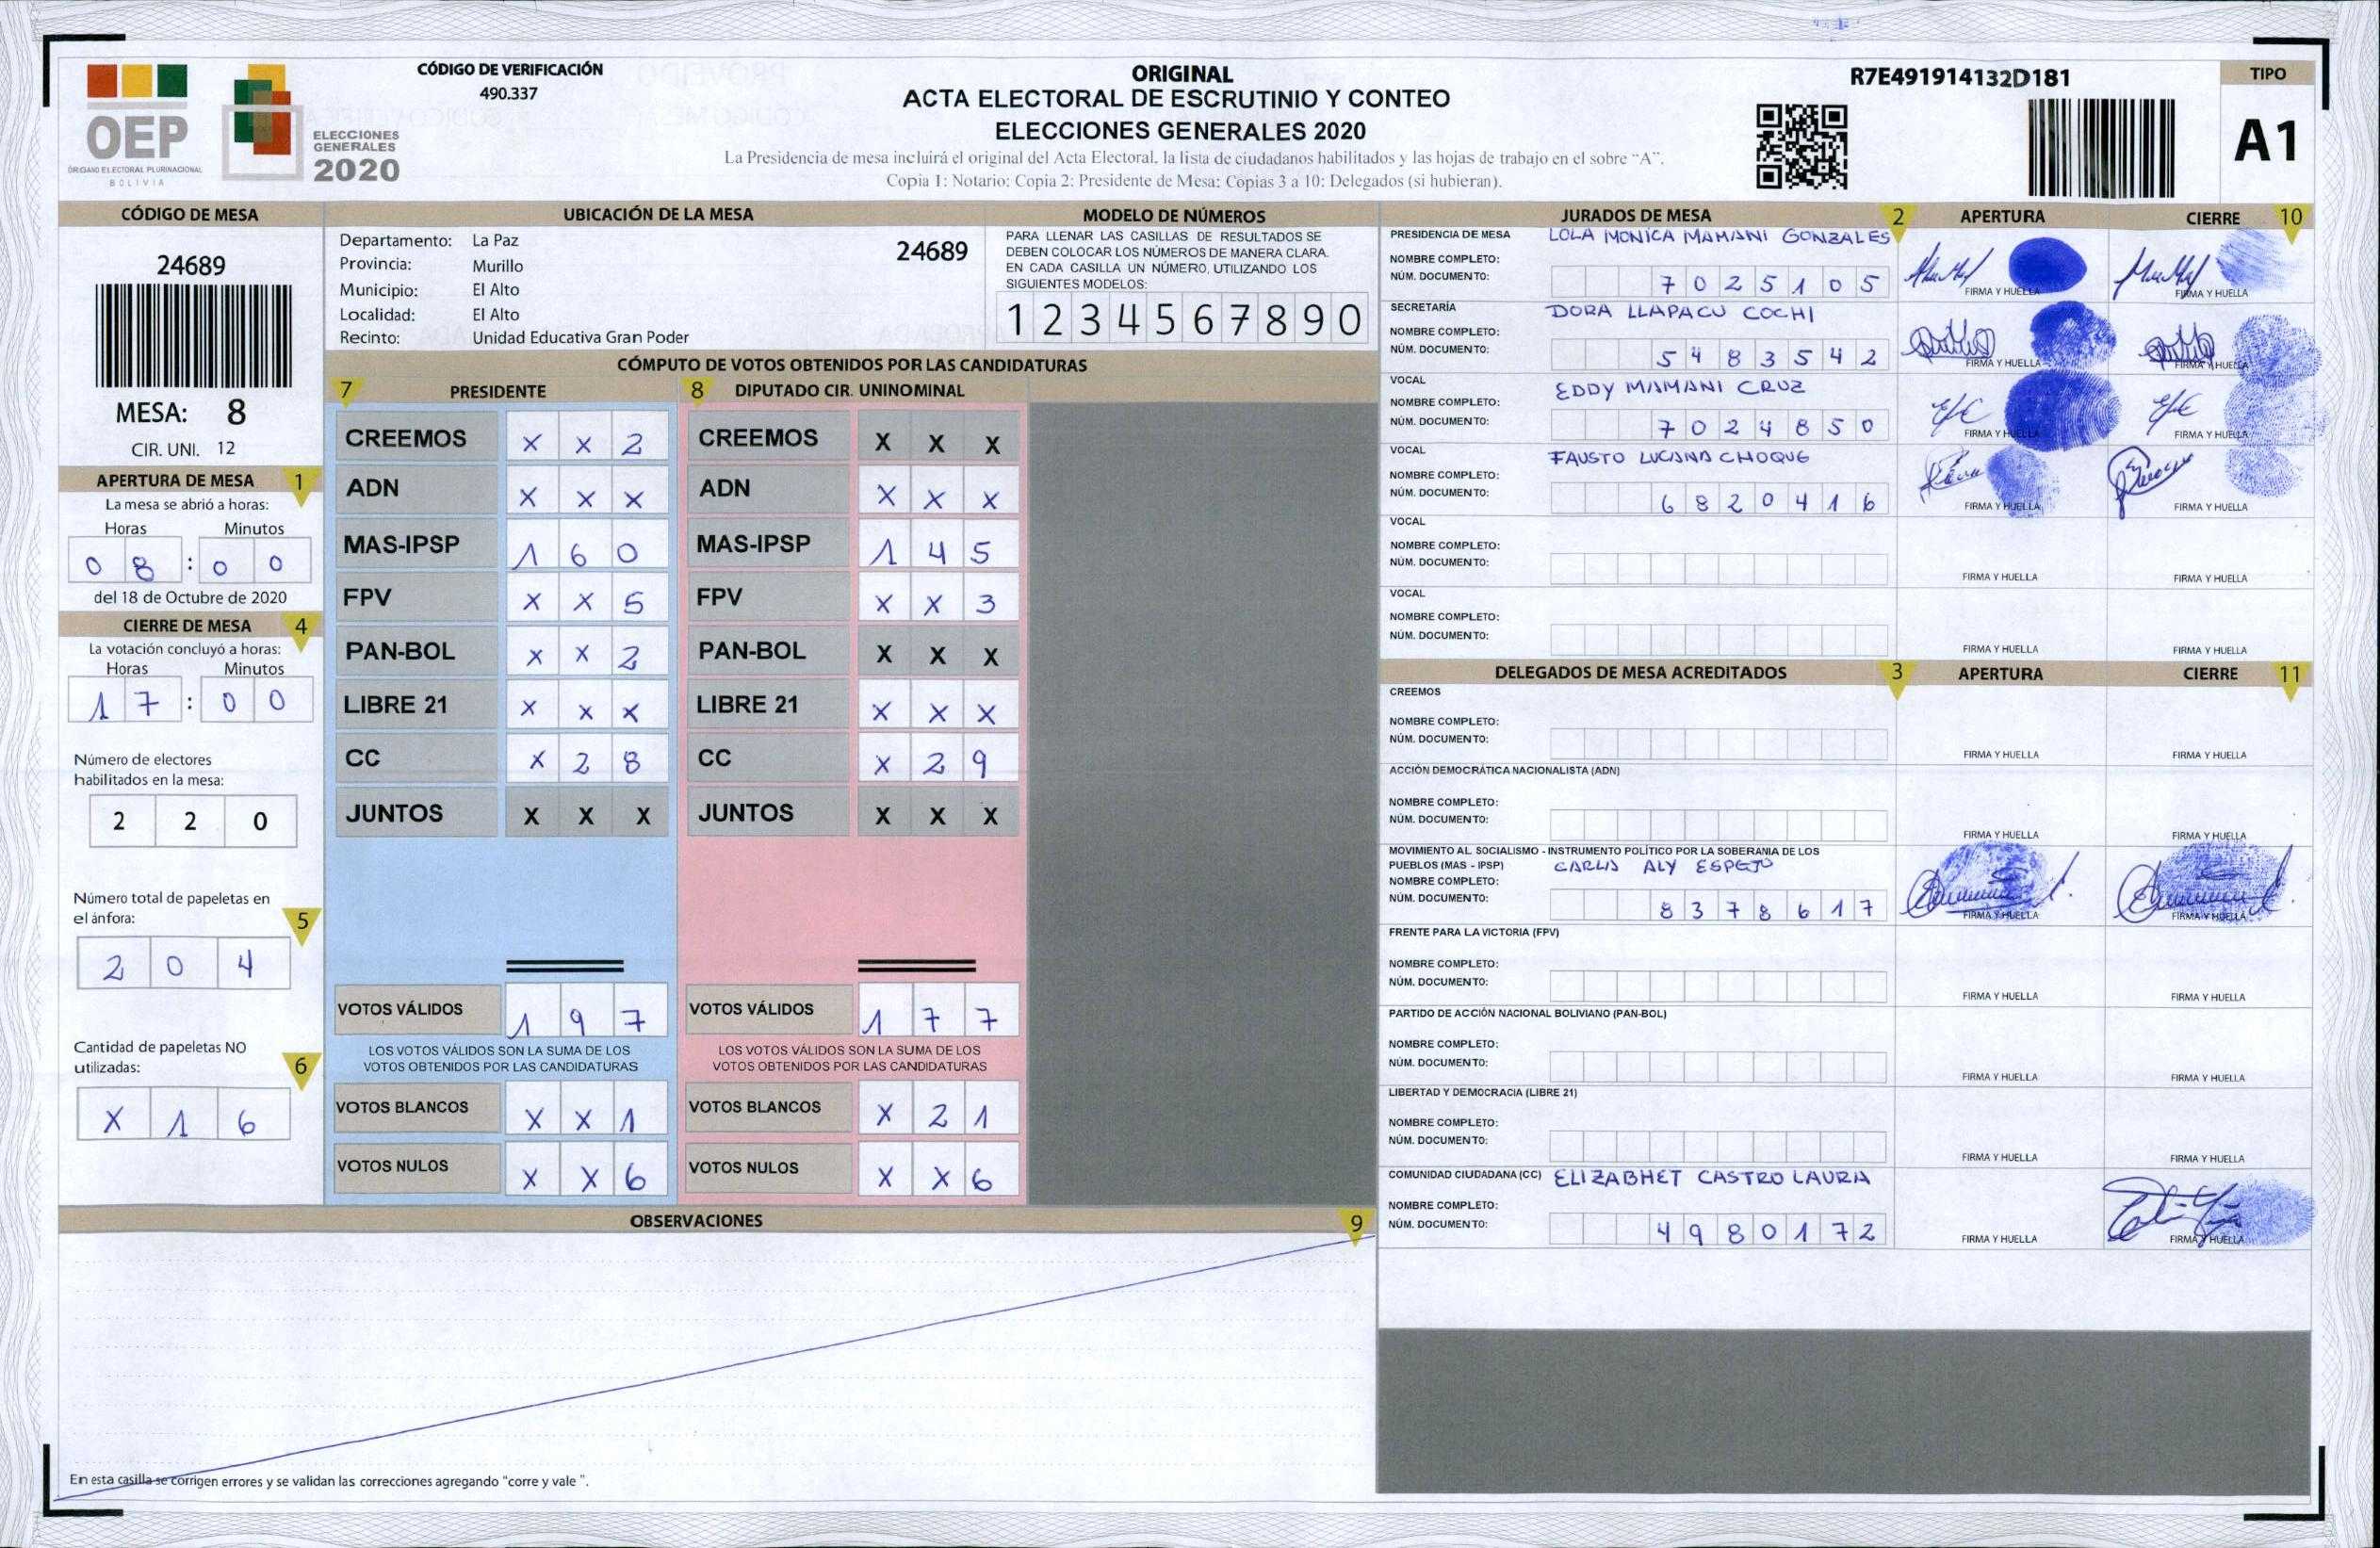 CÓDIGO DE VERIFICACIÓN
490.337
OEP
ÓRGANO ELECTORAL PLURINACIONAL
BOLIVIA
ELECCIONES
GENERALES
2020
ORIGINAL
ACTA ELECTORAL DE ESCRUTINIO Y CONTEO
ELECCIONES GENERALES 2020
La Presidencia de mesa incluirá el original del Acta Electoral, la lista de ciudadanos habilitados y las hojas de trabajo en el sobre “A”.
Copia 1: Notario; Copia 2: Presidente de Mesa; Copias 3 a 10: Delegados (si hubieran).
R7E491914132D181
TIPO
A1
CÓDIGO DE MESA
24689
MESA: 8
CIR. UNI. 12
APERTURA DE MESA 1
La mesa se abrió a horas:
Horas Minutos
0 8 : 0 0
del 18 de Octubre de 2020
CIERRE DE MESA 4
La votación concluyó a horas:
Horas Minutos
1 7 : 0 0
Número de electores
habilitados en la mesa:
2 2 0
Número total de papeletas en
el ánfora: 5
2 0 4
Cantidad de papeletas NO
utilizadas: 6
X 1 6
UBICACIÓN DE LA MESA
Departamento: La Paz
24689
Provincia: Murillo
Municipio: El Alto
Localidad: El Alto
Recinto: Unidad Educativa Gran Poder
MODELO DE NÚMEROS
PARA LLENAR LAS CASILLAS DE RESULTADOS SE
DEBEN COLOCAR LOS NÚMEROS DE MANERA CLARA.
EN CADA CASILLA UN NÚMERO, UTILIZANDO LOS
SIGUIENTES MODELOS:
1 2 3 4 5 6 7 8 9 0
CÓMPUTO DE VOTOS OBTENIDOS POR LAS CANDIDATURAS
7 PRESIDENTE
CREEMOS X X 2
ADN X X X
MAS-IPSP 1 6 0
FPV X X 5
PAN-BOL X X 2
LIBRE 21 X X X
CC X 2 8
JUNTOS X X X
VOTOS VÁLIDOS 1 9 7
LOS VOTOS VÁLIDOS SON LA SUMA DE LOS
VOTOS OBTENIDOS POR LAS CANDIDATURAS
VOTOS BLANCOS X X 1
VOTOS NULOS X X 6
8 DIPUTADO CIR. UNINOMINAL
CREEMOS X X X
ADN X X X
MAS-IPSP 1 4 5
FPV X X 3
PAN-BOL X X X
LIBRE 21 X X X
CC X 2 9
JUNTOS X X X
VOTOS VÁLIDOS 1 7 7
LOS VOTOS VÁLIDOS SON LA SUMA DE LOS
VOTOS OBTENIDOS POR LAS CANDIDATURAS
VOTOS BLANCOS X 2 1
VOTOS NULOS X X 6
OBSERVACIONES 9
En esta casilla se corrigen errores y se validan las correcciones agregando "corre y vale ".
JURADOS DE MESA 2 APERTURA CIERRE 10
PRESIDENCIA DE MESA LOLA MONICA MAMANI GONZALES
NOMBRE COMPLETO:
NÚM. DOCUMENTO: 7 0 2 5 1 0 5
FIRMA Y HUELLA FIRMA Y HUELLA
SECRETARÍA DORA LLAPACU COCHI
NOMBRE COMPLETO:
NÚM. DOCUMENTO: 5 4 8 3 5 4 2
FIRMA Y HUELLA FIRMA Y HUELLA
VOCAL EDDY MAMANI CRUZ
NOMBRE COMPLETO:
NÚM. DOCUMENTO: 7 0 2 4 8 5 0
FIRMA Y HUELLA FIRMA Y HUELLA
VOCAL FAUSTO LUCANA CHOQUE
NOMBRE COMPLETO:
NÚM. DOCUMENTO: 6 8 2 0 4 1 6
FIRMA Y HUELLA FIRMA Y HUELLA
VOCAL
NOMBRE COMPLETO:
NÚM. DOCUMENTO:
FIRMA Y HUELLA FIRMA Y HUELLA
VOCAL
NOMBRE COMPLETO:
NÚM. DOCUMENTO:
FIRMA Y HUELLA FIRMA Y HUELLA
DELEGADOS DE MESA ACREDITADOS 3 APERTURA CIERRE 11
CREEMOS
NOMBRE COMPLETO:
NÚM. DOCUMENTO:
FIRMA Y HUELLA FIRMA Y HUELLA
ACCIÓN DEMOCRÁTICA NACIONALISTA (ADN)
NOMBRE COMPLETO:
NÚM. DOCUMENTO:
FIRMA Y HUELLA FIRMA Y HUELLA
MOVIMIENTO AL SOCIALISMO - INSTRUMENTO POLÍTICO POR LA SOBERANIA DE LOS
PUEBLOS (MAS - IPSP) CARLOS ALY ESPEJO
NOMBRE COMPLETO:
NÚM. DOCUMENTO: 8 3 7 8 6 1 7
FIRMA Y HUELLA FIRMA Y HUELLA
FRENTE PARA LA VICTORIA (FPV)
NOMBRE COMPLETO:
NÚM. DOCUMENTO:
FIRMA Y HUELLA FIRMA Y HUELLA
PARTIDO DE ACCIÓN NACIONAL BOLIVIANO (PAN-BOL)
NOMBRE COMPLETO:
NÚM. DOCUMENTO:
FIRMA Y HUELLA FIRMA Y HUELLA
LIBERTAD Y DEMOCRACIA (LIBRE 21)
NOMBRE COMPLETO:
NÚM. DOCUMENTO:
FIRMA Y HUELLA FIRMA Y HUELLA
COMUNIDAD CIUDADANA (CC) ELIZABHET CASTRO LAURA
NOMBRE COMPLETO:
NÚM. DOCUMENTO: 4 9 8 0 1 7 2
FIRMA Y HUELLA FIRMA Y HUELLA